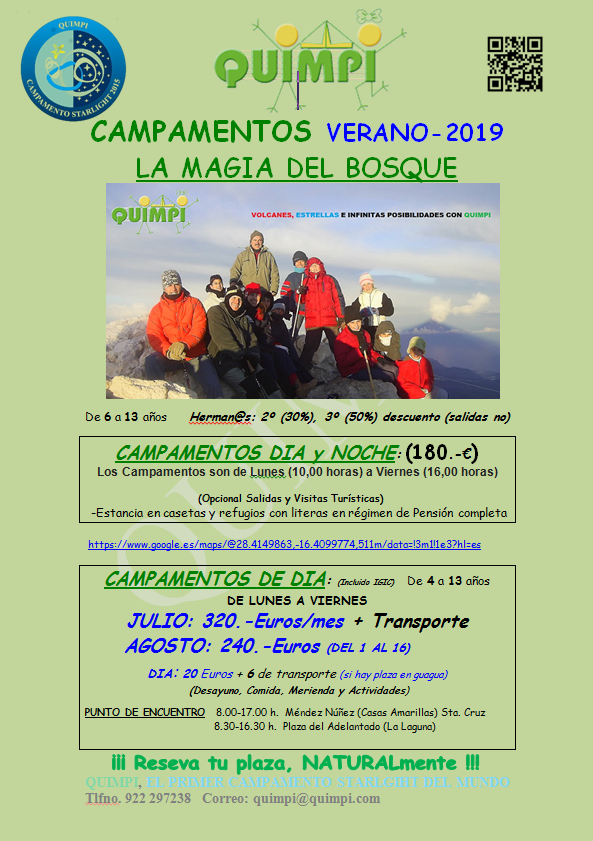 QUIMPI
CAMPAMENTO STARLIGHT 2015
QUIMPI
CAMPAMENTOS VERANO-2019
LA MAGIA DEL BOSQUE
QUIMPI
VOLCANES, ESTRELLAS E INFINITAS POSIBILIDADES CON QUIMPI
De 6 a 13 años Herman@s: 2º (30%), 3º (50%) descuento (salidas no)
CAMPAMENTOS DIA y NOCHE: (180.-€)
Los Campamentos son de Lunes (10,00 horas) a Viernes (16,00 horas)
(Opcional Salidas y Visitas Turísticas)
-Estancia en casetas y refugios con literas en régimen de Pensión completa
https://www.google.es/maps/@28.4149863,-16.4099774,511m/data=!3m1!1e3?hl=es
CAMPAMENTOS DE DIA: (Incluido IGIC) De 4 a 13 años
DE LUNES A VIERNES
JULIO: 320.-Euros/mes + Transporte
AGOSTO: 240.-Euros (DEL 1 AL 16)
DIA: 20 Euros + 6 de transporte (si hay plaza en guagua)
(Desayuno, Comida, Merienda y Actividades)
PUNTO DE ENCUENTRO 8.00-17.00 h. Méndez Núñez (Casas Amarillas) Sta. Cruz
8.30-16.30 h. Plaza del Adelantado (La Laguna)
¡¡¡ Reseva tu plaza, NATURALmente !!!
QUIMPI, EL PRIMER CAMPAMENTO STARLGIHT DEL MUNDO
Tlfno. 922 297238 Correo: quimpi@quimpi.com